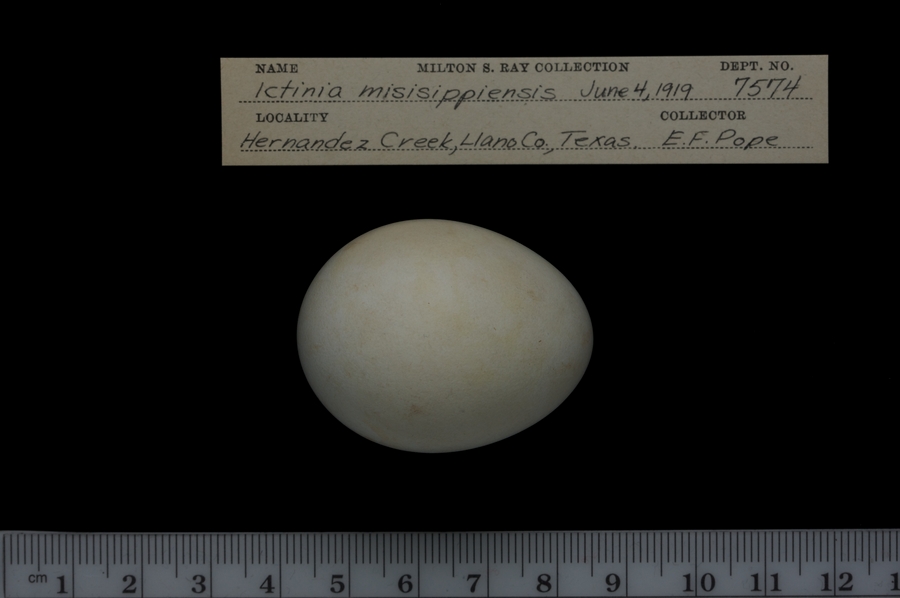 NAME MILTON S. RAY COLLECTION DEPT. NO.
Ictinia misisippiensis June 4, 1919 7574
LOCALITY COLLECTOR
Hernandez Creek, Llano Co., Texas. E.F. Pope
cm 1 2 3 4 5 6 7 8 9 10 11 12 1